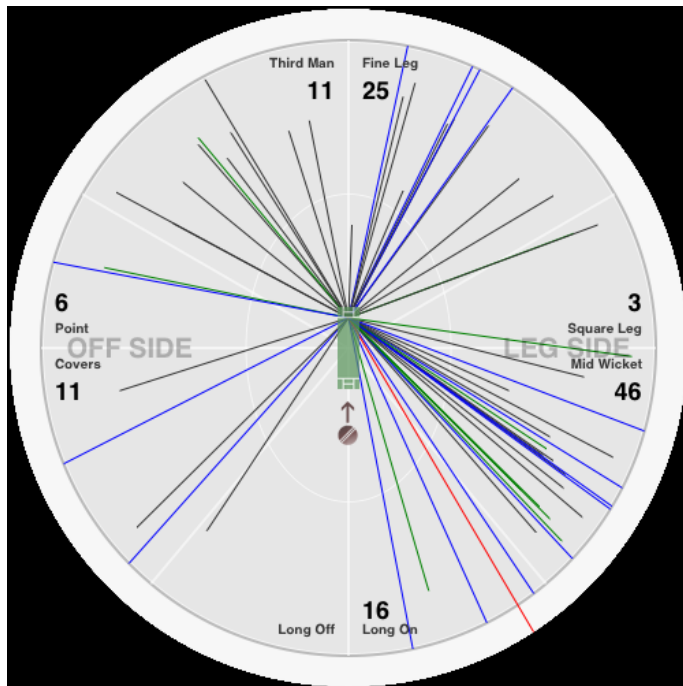 Third Man Fine Leg
11 25
6 3
Point Square Leg
OFF SIDE LEG SIDE
Covers Mid Wicket
11 46
16
Long Off Long On